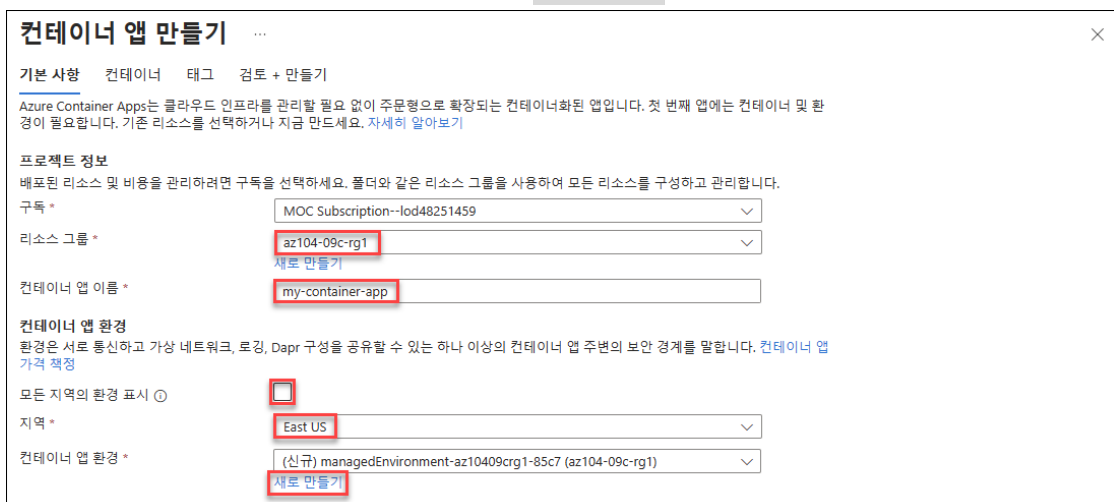 컨테이너 앱 만들기 ...
기본 사항 컨테이너 태그 검토 + 만들기
Azure Container Apps는 클라우드 인프라를 관리할 필요 없이 주문형으로 확장되는 컨테이너화된 앱입니다. 첫 번째 앱에는 컨테이너 및 환
경이 필요합니다. 기존 리소스를 선택하거나 지금 만드세요. 자세히 알아보기
프로젝트 정보
배포된 리소스 및 비용을 관리하려면 구독을 선택하세요. 폴더와 같은 리소스 그룹을 사용하여 모든 리소스를 구성하고 관리합니다.
구독 * MOC Subscription--lod48251459
리소스 그룹 * az104-09c-rg1
새로 만들기
컨테이너 앱 이름 * my-container-app
컨테이너 앱 환경
환경은 서로 통신하고 가상 네트워크, 로깅, Dapr 구성을 공유할 수 있는 하나 이상의 컨테이너 앱 주변의 보안 경계를 말합니다. 컨테이너 앱
가격 책정
모든 지역의 환경 표시
지역 * East US
컨테이너 앱 환경 * (신규) managedEnvironment-az10409crg1-85c7 (az104-09c-rg1)
새로 만들기